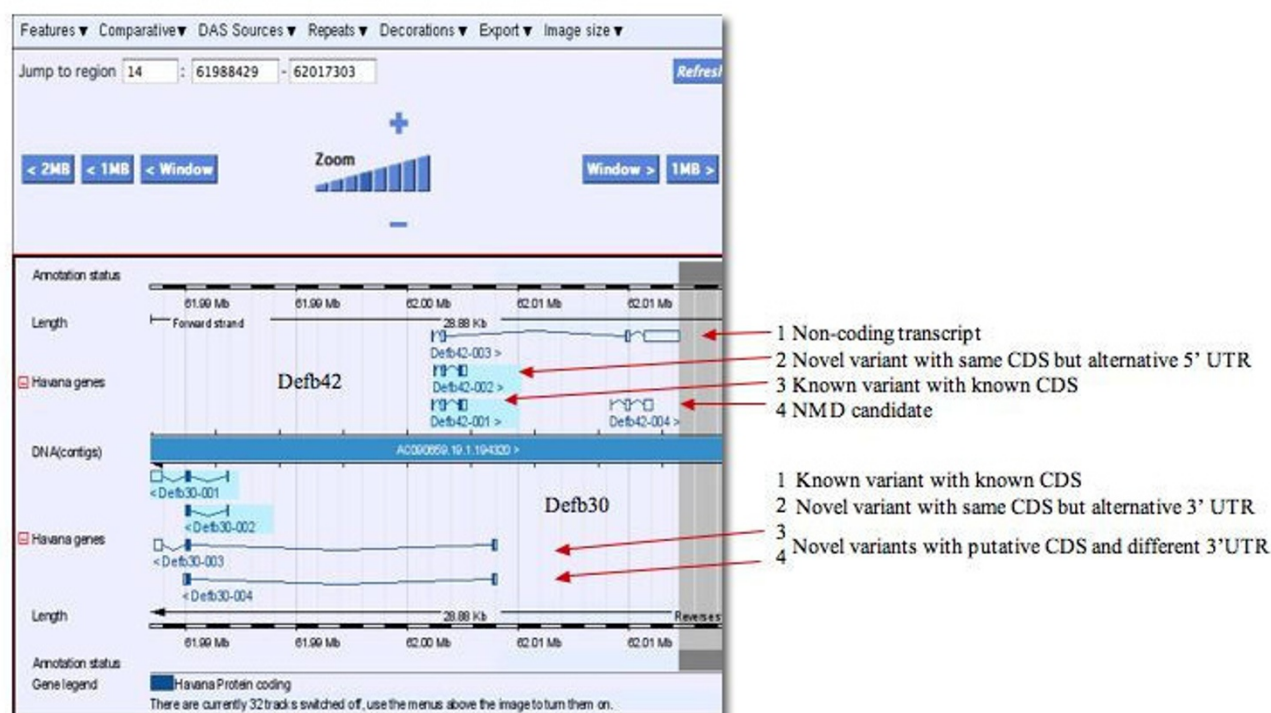 Features ▼ Comparative▼ DAS Sources ▼ Repeats ▼ Decorations ▼ Export ▼ Image size ▼
Jump to region 14 : 61988429 - 62017303 Refres
+
Zoom
< 2MB < 1MB < Window Window > 1MB >
−
Annotation status
61.99 Mb 61.99 Mb 62.00 Mb 62.01 Mb 62.01 Mb
Length Forward strand 28.88 Kb
Defb42-003 >
1 Non-coding transcript
2 Novel variant with same CDS but alternative 5' UTR
Havana genes Defb42 Defb42-002 >
3 Known variant with known CDS
4 NMD candidate
Defb42-001 > Defb42-004 >
DNA(contigs) AC090659.19.1.194320 >
1 Known variant with known CDS
< Defb30-001
Defb30
2 Novel variant with same CDS but alternative 3' UTR
< Defb30-002
3
Havana genes
Novel variants with putative CDS and different 3'UTR
4
< Defb30-003
< Defb30-004
Length 28.88 Kb Reverse s
61.99 Mb 61.99 Mb 62.00 Mb 62.01 Mb 62.01 Mb
Annotation status
Gene legend Havana Protein coding
There are currently 32 tracks switched off, use the menus above the image to turn them on.